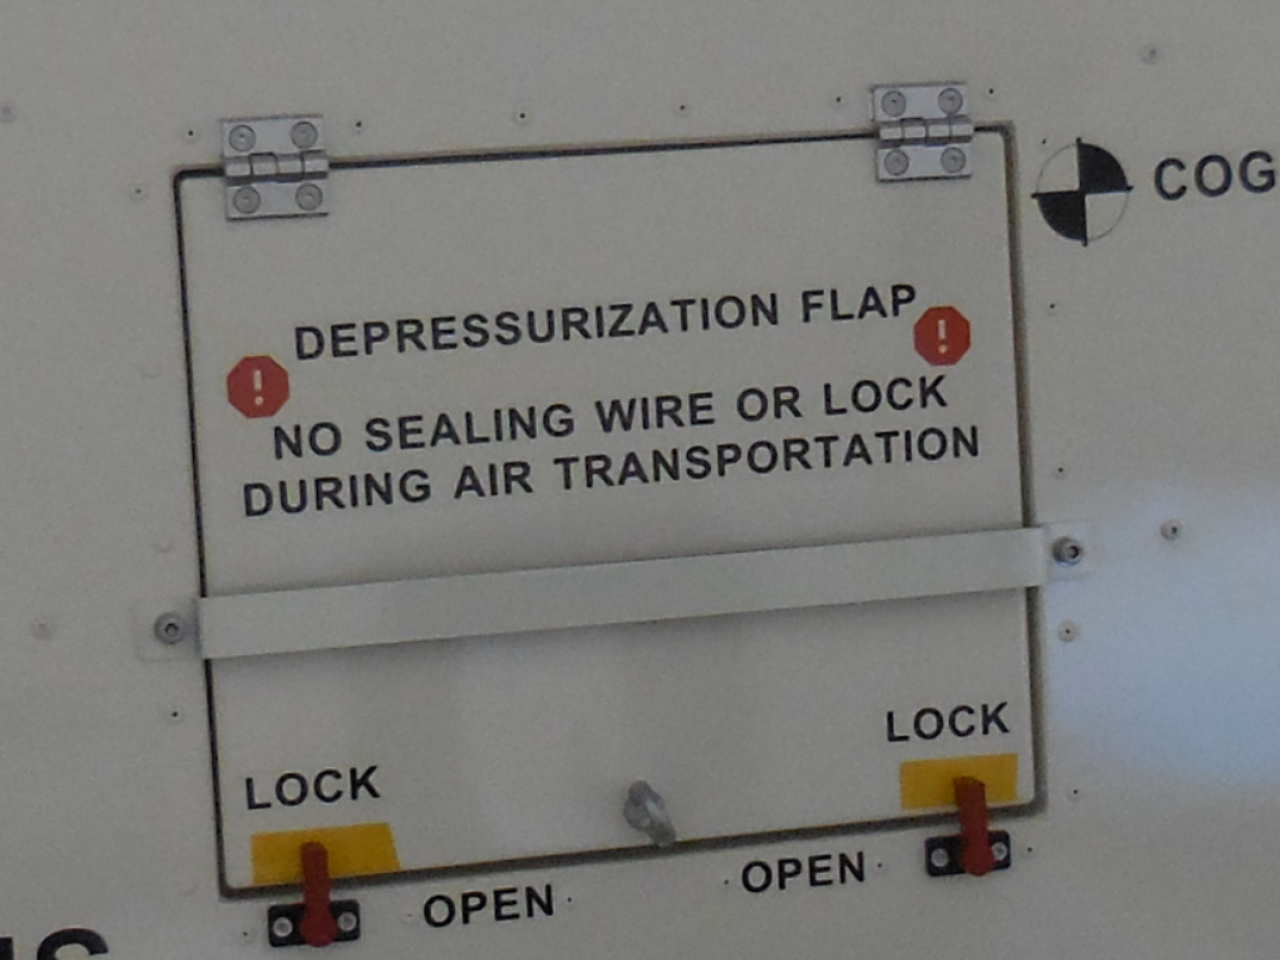 COG
DEPRESSURIZATION FLAP
! !
NO SEALING WIRE OR LOCK
DURING AIR TRANSPORTATION
LOCK
LOCK
OPEN
OPEN